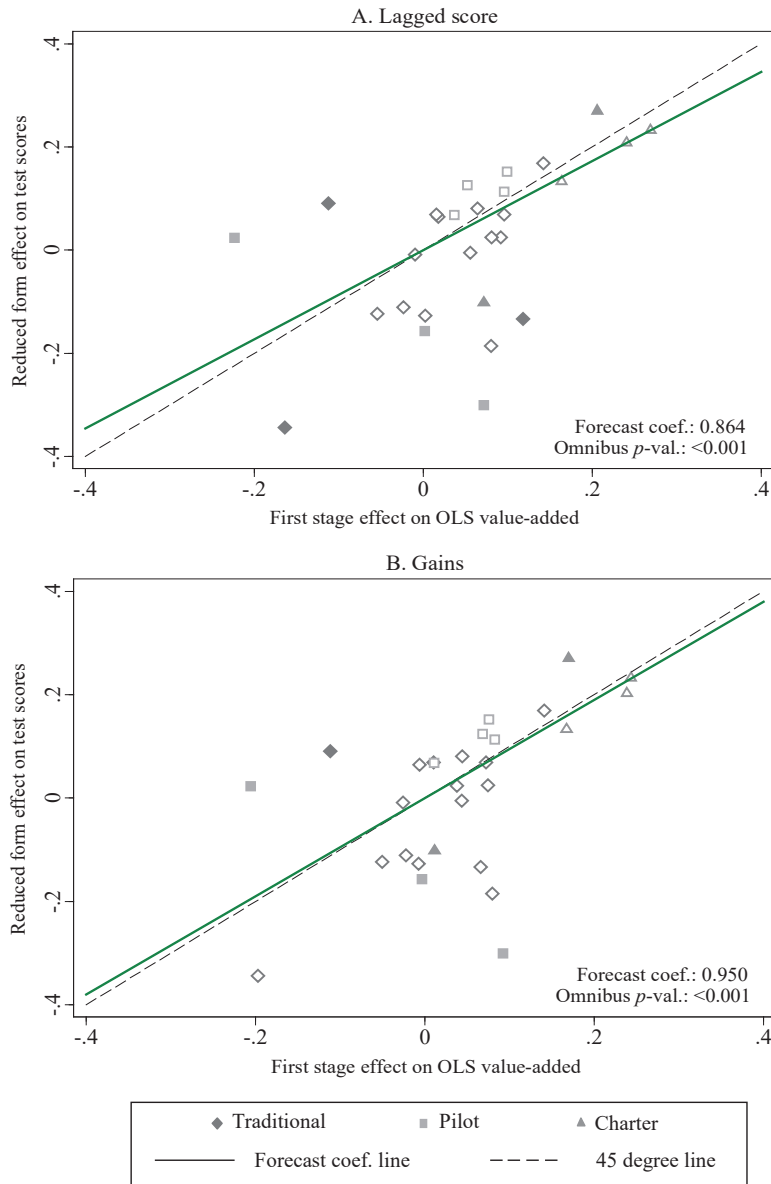 A. Lagged score
Reduced form effect on test scores
.4
0.2
0
-.2
-.4
Forecast coef.: 0.864
Omnibus p-val.: <0.001
-.4 -.2 0 .2 .4
First stage effect on OLS value-added
B. Gains
Reduced form effect on test scores
.4
0.2
0
-.2
-.4
Forecast coef.: 0.950
Omnibus p-val.: <0.001
-.4 -.2 0 .2 .4
First stage effect on OLS value-added
Traditional Pilot Charter
Forecast coef. line 45 degree line